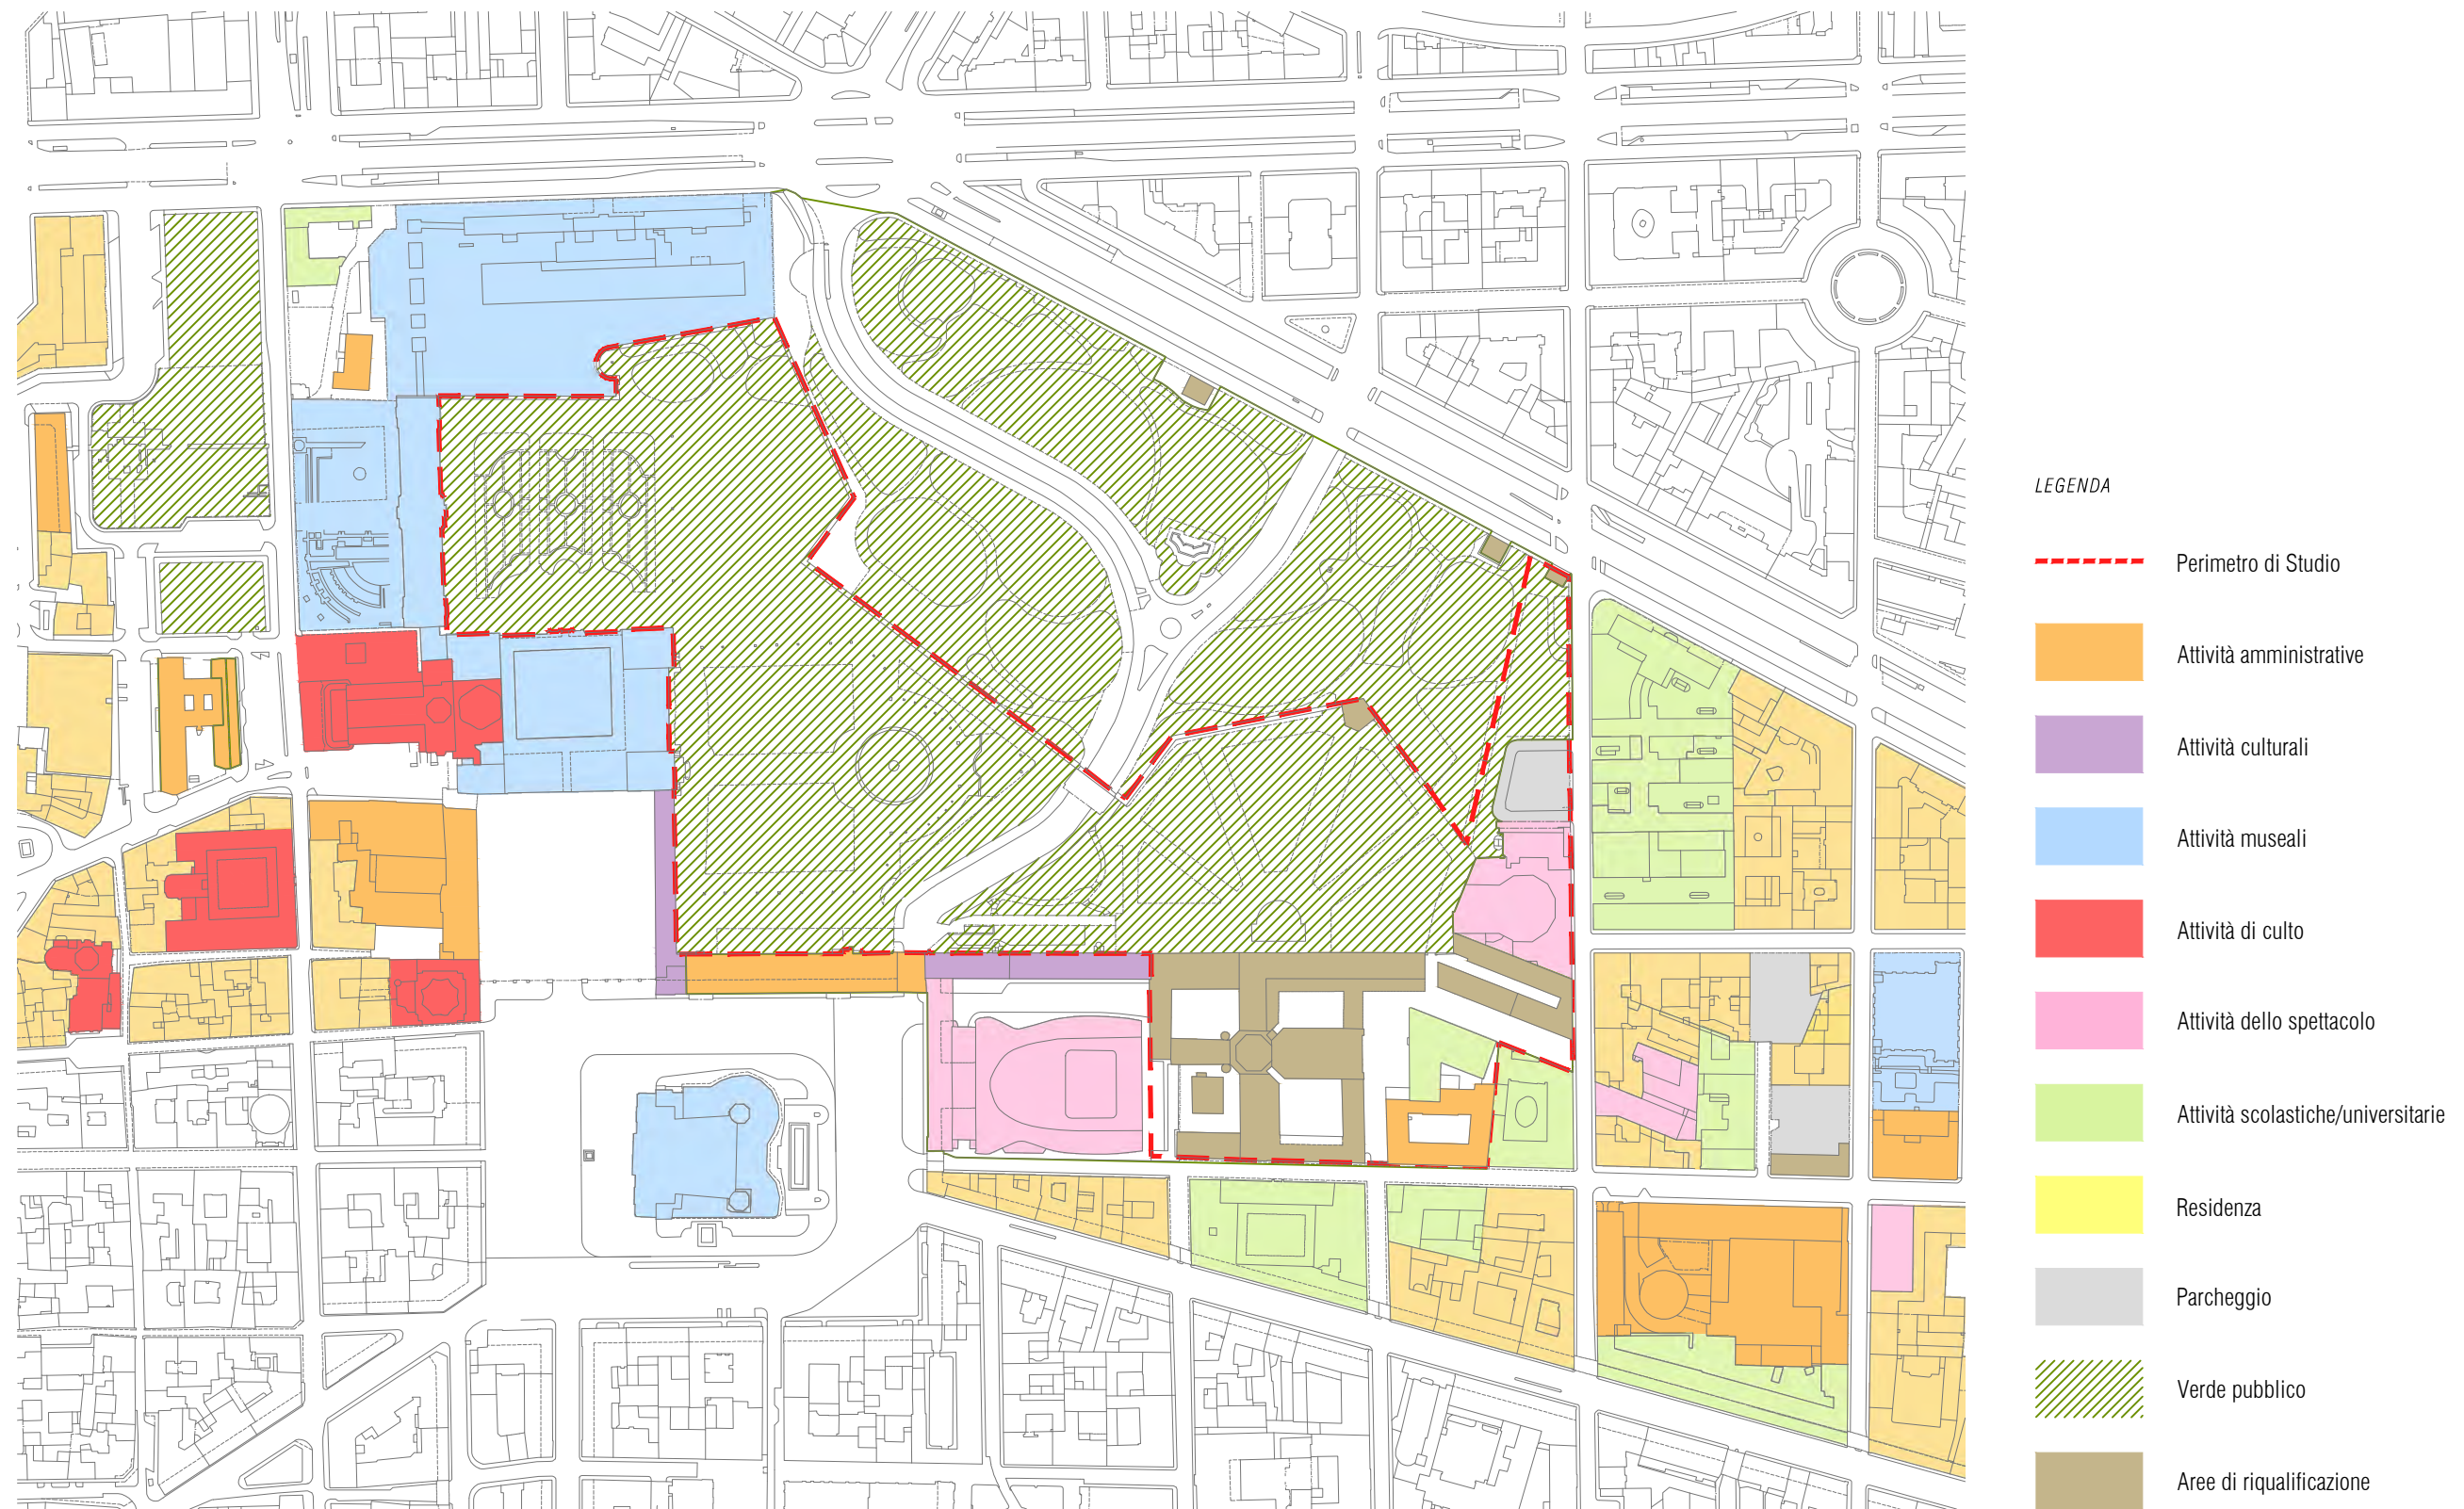 LEGENDA
Perimetro di Studio
Attività amministrative
Attività culturali
Attività museali
Attività di culto
Attività dello spettacolo
Attività scolastiche/universitarie
Residenza
Parcheggio
Verde pubblico
Aree di riqualificazione